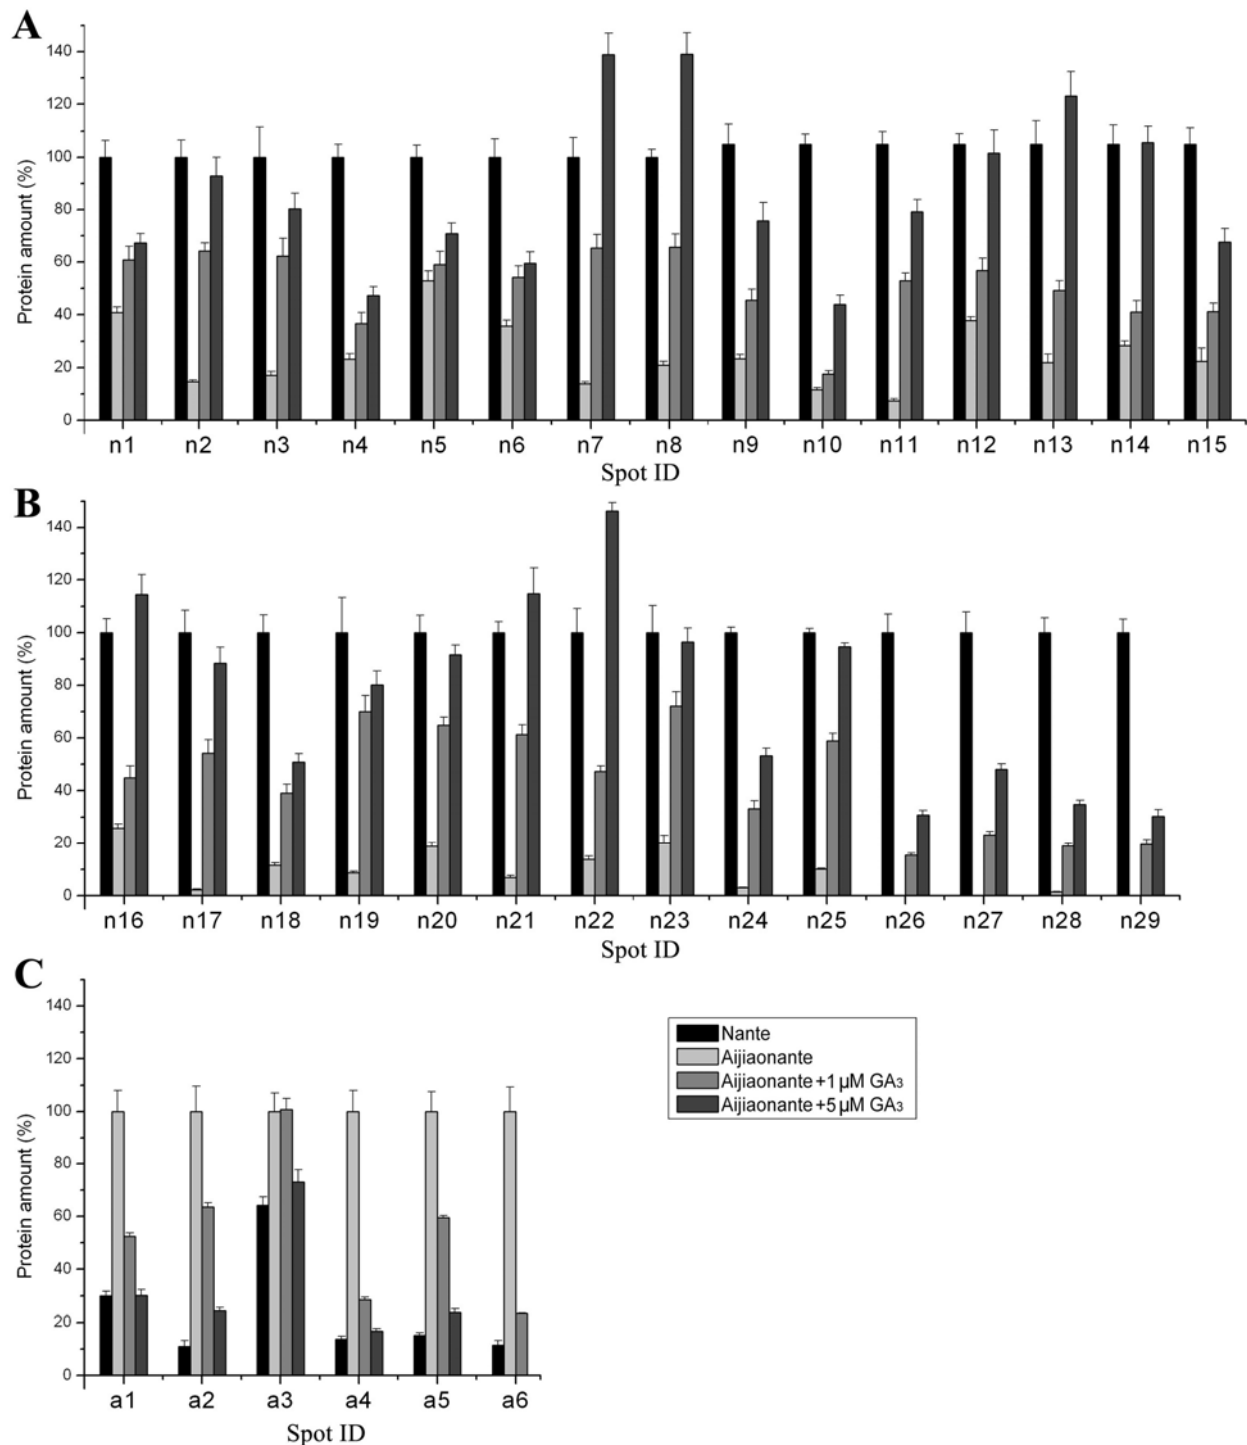 A
Protein amount (%)
140
120
100
80
60
40
20
0
n1 n2 n3 n4 n5 n6 n7 n8 n9 n10 n11 n12 n13 n14 n15
Spot ID
B
Protein amount (%)
140
120
100
80
60
40
20
0
n16 n17 n18 n19 n20 n21 n22 n23 n24 n25 n26 n27 n28 n29
Spot ID
C
Protein amount (%)
140
120
100
80
60
40
20
0
a1 a2 a3 a4 a5 a6
Spot ID
Nante
Aijiaonante
Aijiaonante +1 μM GA₃
Aijiaonante +5 μM GA₃